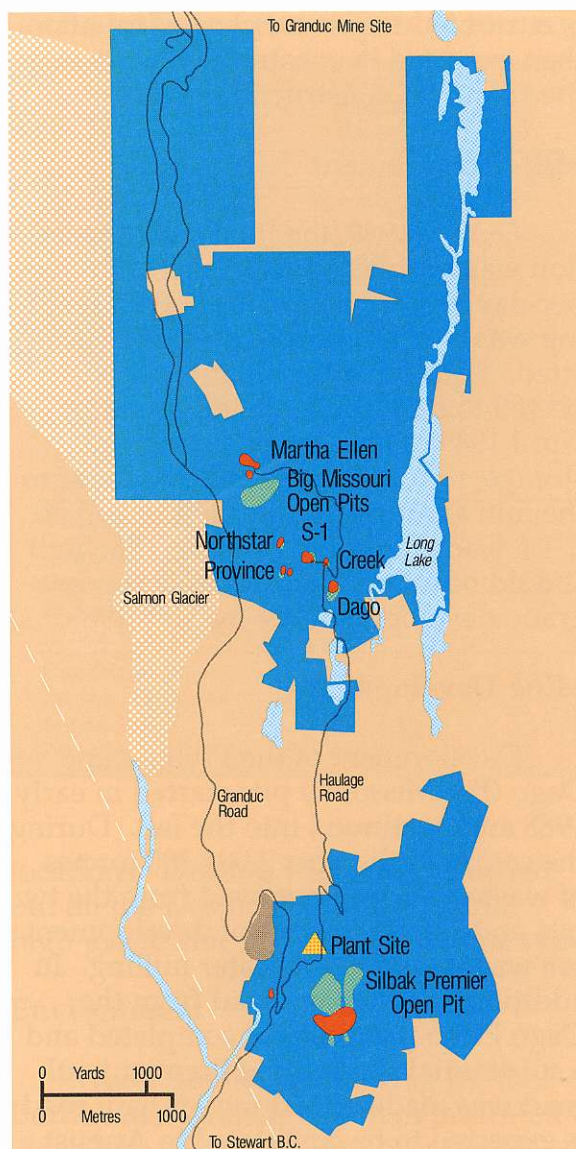 To Granduc Mine Site
Martha Ellen
Big Missouri
Open Pits
S-1
Northstar
Creek
Province
Long
Lake
Salmon Glacier
Dago
Granduc
Road
Haulage
Road
Plant Site
Silbak Premier
Open Pit
0 Yards 1000
0 Metres 1000
To Stewart B.C.